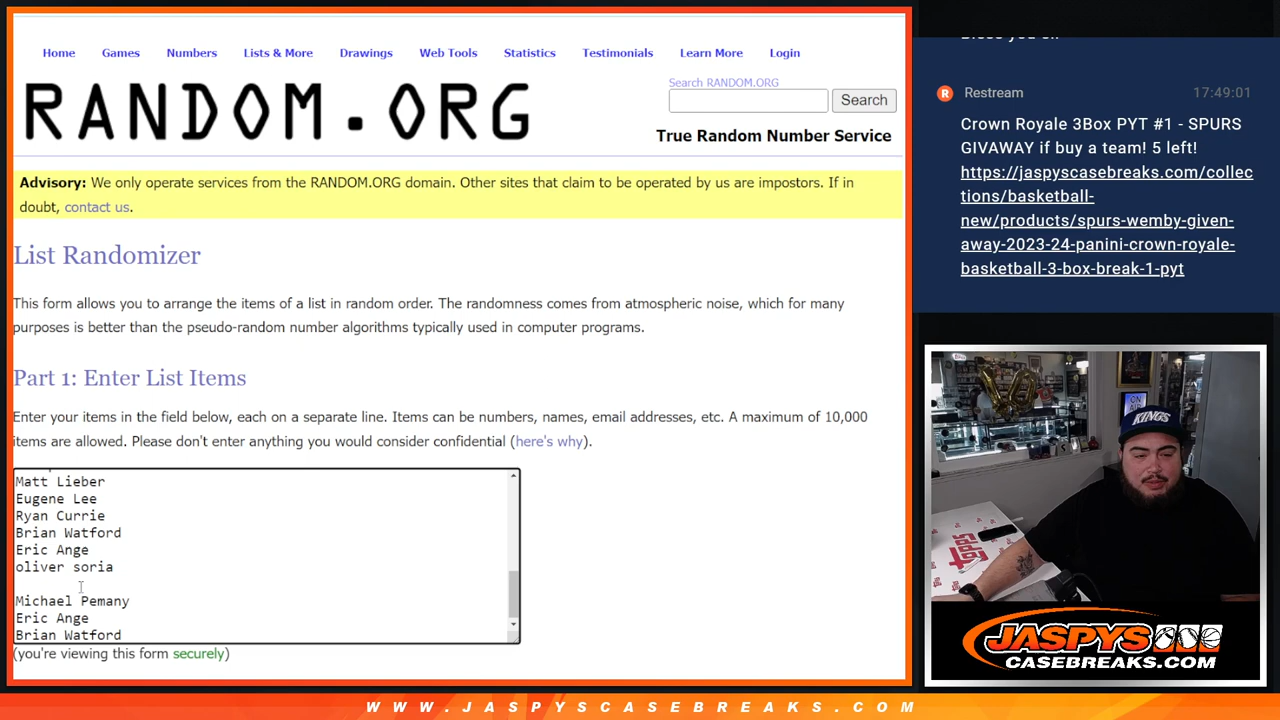 Home Games Numbers Lists & More Drawings Web Tools Statistics Testimonials Learn More Login
RANDOM.ORG
Search RANDOM.ORG
Search
True Random Number Service
Advisory: We only operate services from the RANDOM.ORG domain. Other sites that claim to be operated by us are impostors. If in
doubt, contact us.
List Randomizer
This form allows you to arrange the items of a list in random order. The randomness comes from atmospheric noise, which for many
purposes is better than the pseudo-random number algorithms typically used in computer programs.
Part 1: Enter List Items
Enter your items in the field below, each on a separate line. Items can be numbers, names, email addresses, etc. A maximum of 10,000
items are allowed. Please don't enter anything you would consider confidential (here's why).
Matt Lieber
Eugene Lee
Ryan Currie
Brian Watford
Eric Ange
oliver soria
Michael Pemany
Eric Ange
Brian Watford
(you're viewing this form securely)
R Restream 17:49:01
Crown Royale 3Box PYT #1 - SPURS
GIVAWAY if buy a team! 5 left!
https://jaspyscasebreaks.com/collec
tions/basketball-
new/products/spurs-wemby-given-
away-2023-24-panini-crown-royale-
basketball-3-box-break-1-pyt
KINGS
JASPYS
CASEBREAKS.COM
WWW.JASPYSCASEBREAKS.COM